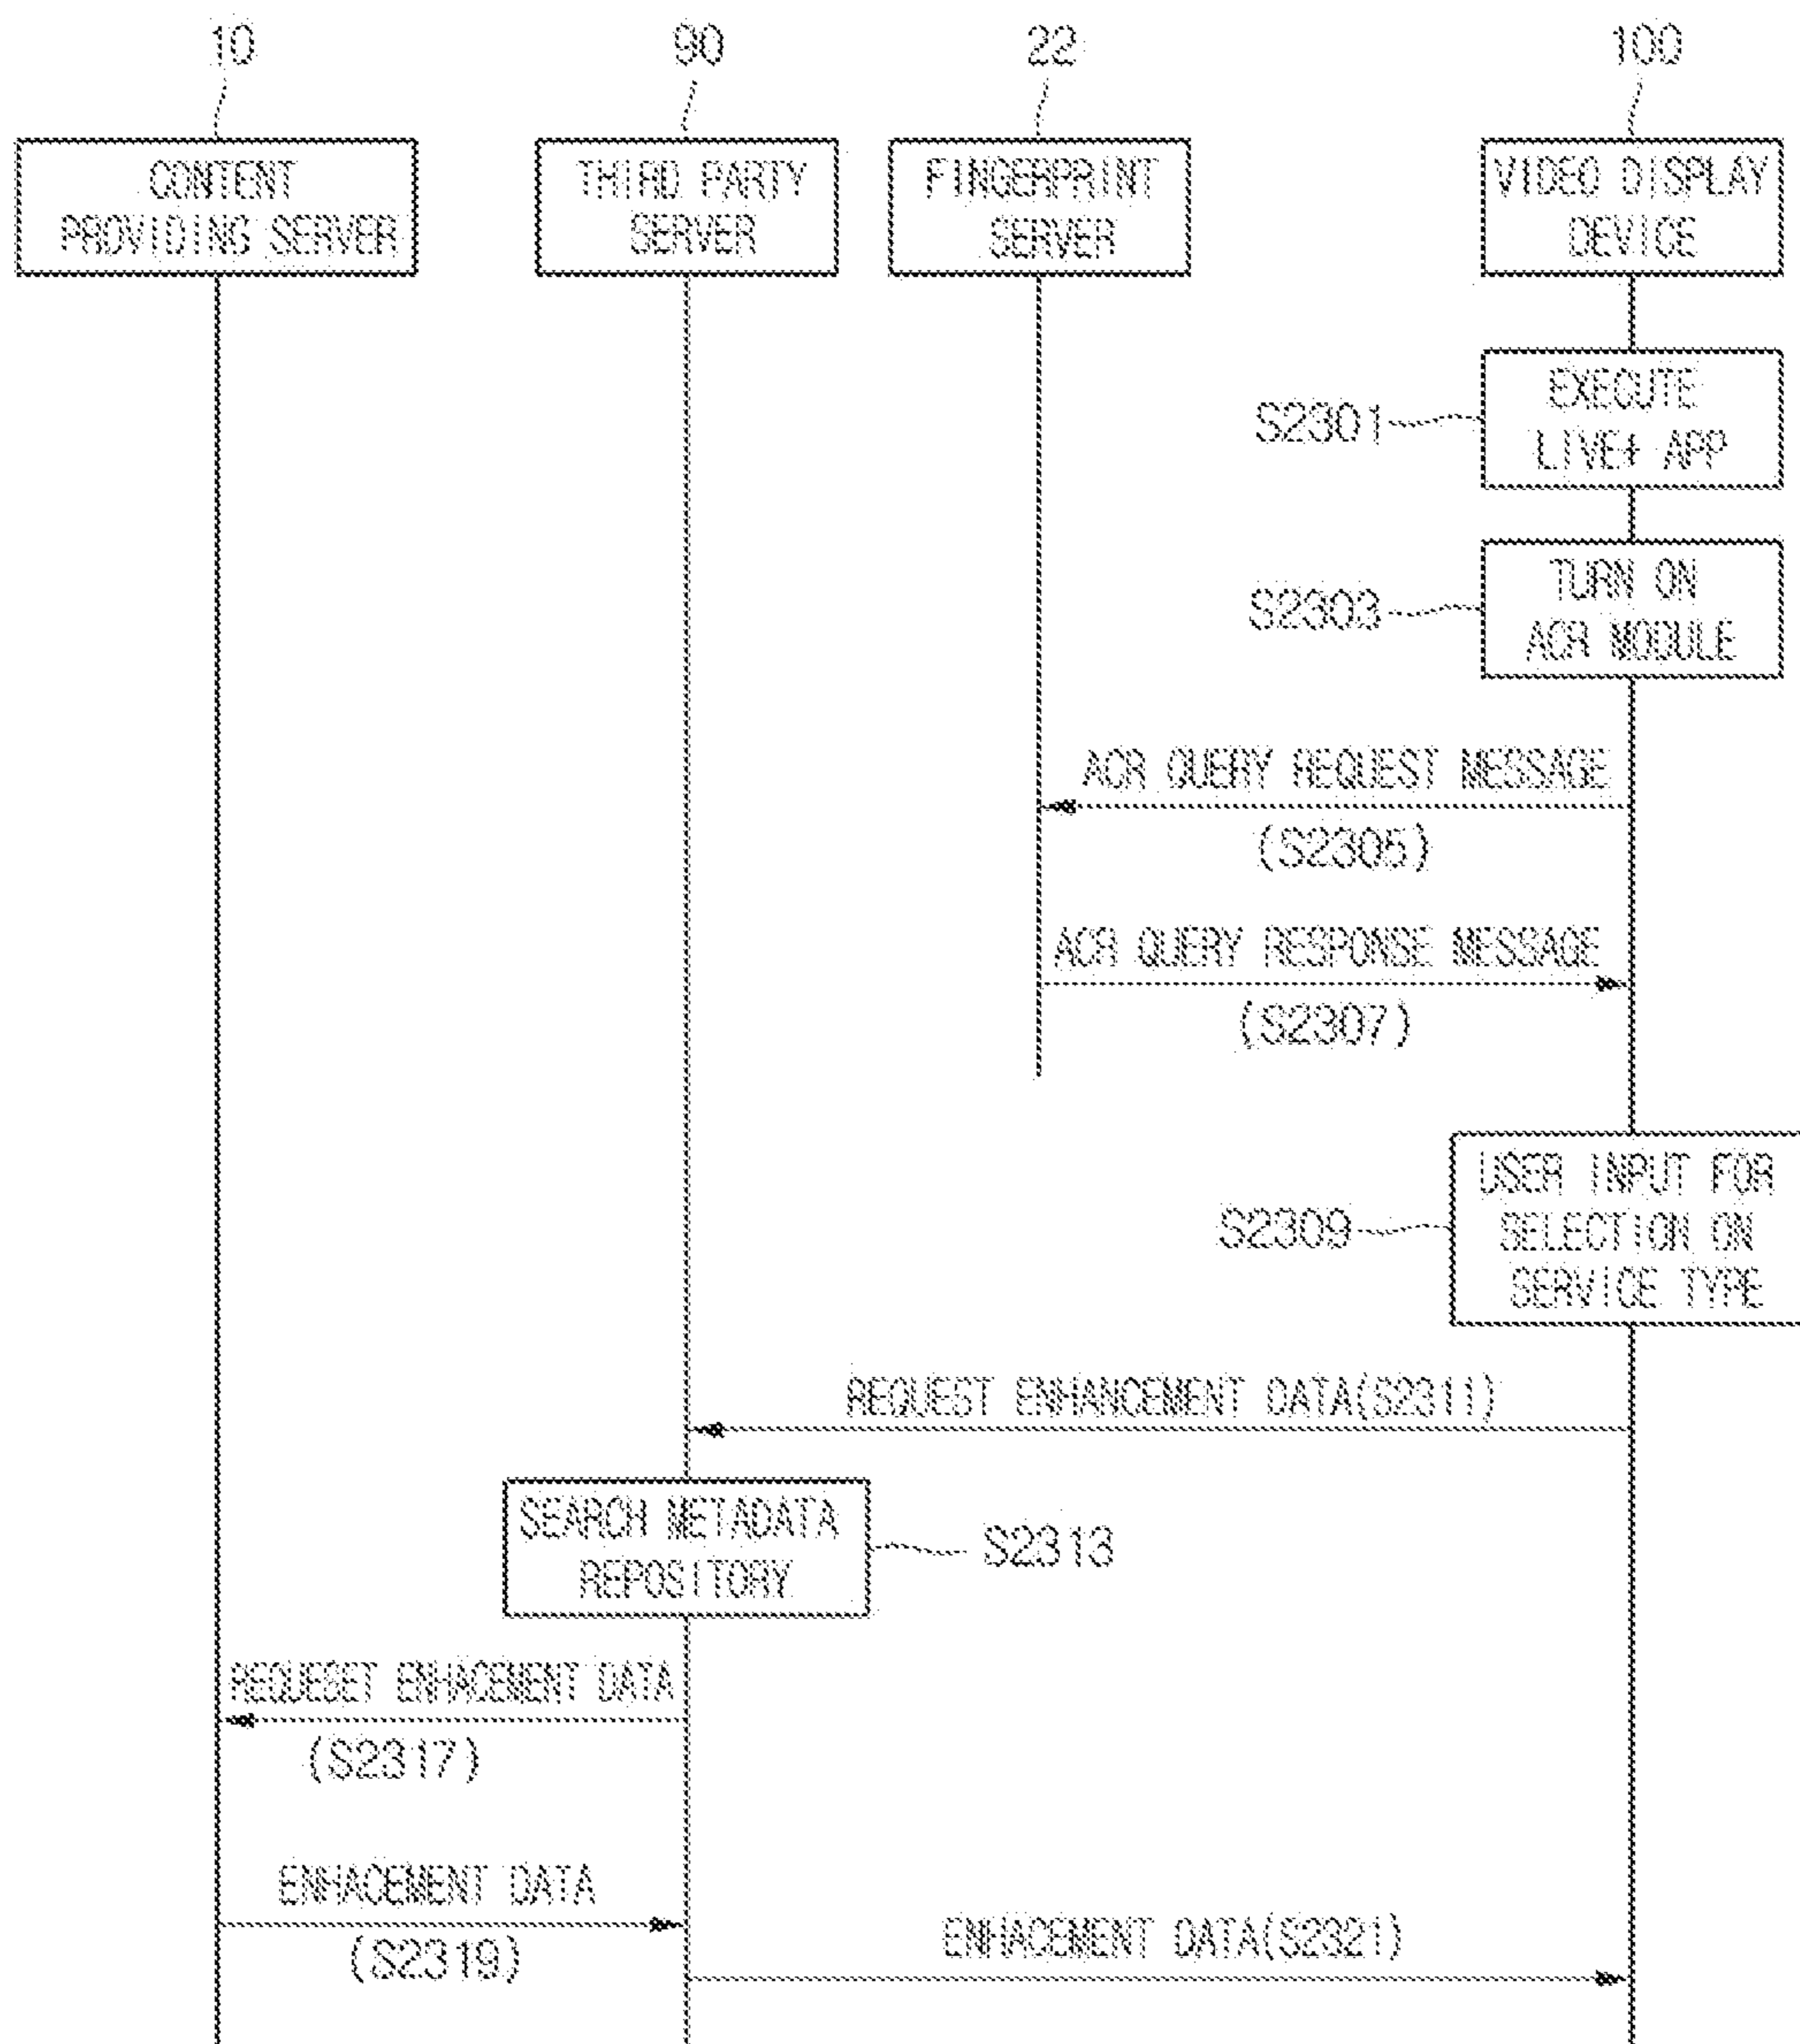 10
90
22
100
CONTENT
PROVIDING SERVER
THIRD PARTY
SERVER
FINGERPRINT
SERVER
VIDEO DISPLAY
DEVICE
S2301
EXECUTE
LIVE+ APP
S2303
TURN ON
ACR MODULE
ACR QUERY REQUEST MESSAGE
(S2305)
ACR QUERY RESPONSE MESSAGE
(S2307)
S2309
USER INPUT FOR
SELECTION ON
SERVICE TYPE
REQUEST ENHANCEMENT DATA(S2311)
SEARCH METADATA
REPOSITORY
S2313
REQUESET ENHACEMENT DATA
(S2317)
ENHACEMENT DATA
(S2319)
ENHACEMENT DATA(S2321)